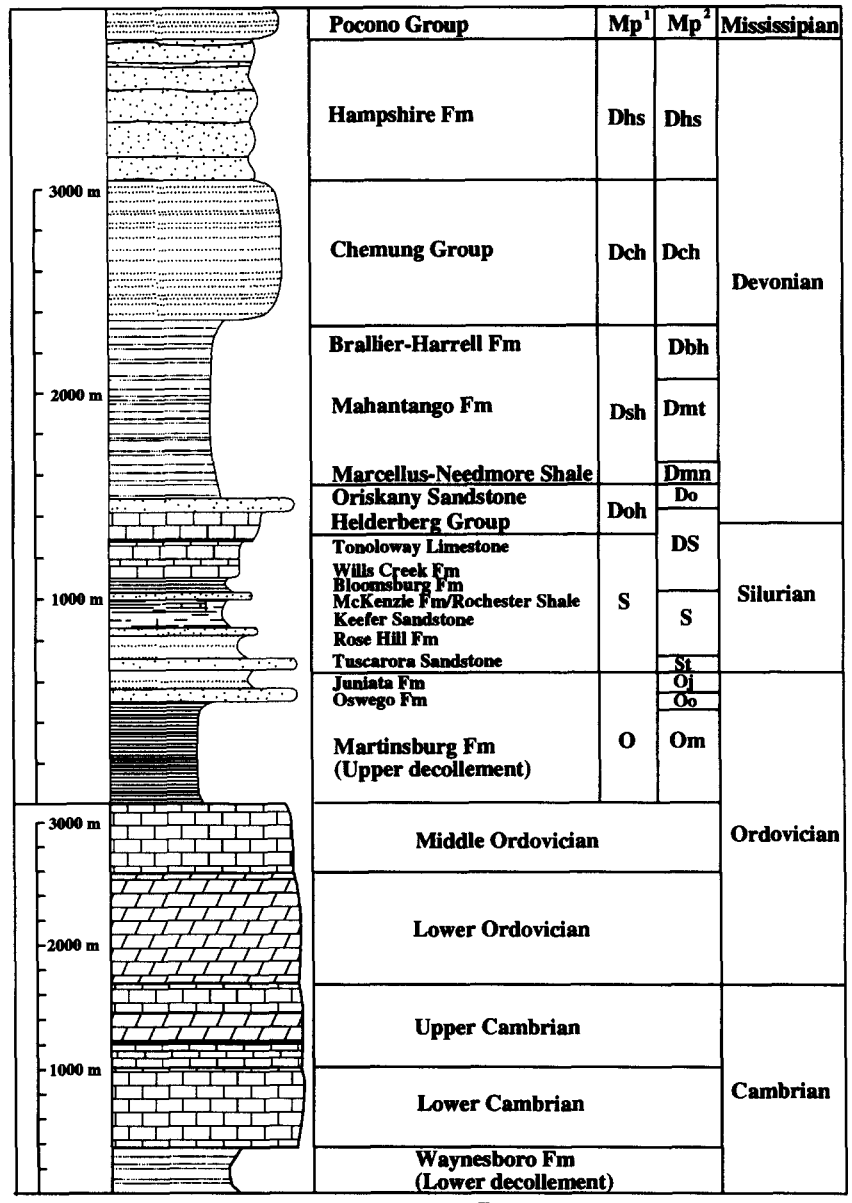 Pocono Group Mp1 Mp2 Mississipian
Hampshire Fm Dhs Dhs
3000 m
Chemung Group Dch Dch
Devonian
Brallier-Harrell Fm Dbh
2000 m
Mahantango Fm Dsh Dmt
Marcellus-Needmore Shale Dmn
Oriskany Sandstone Do
Helderberg Group Doh
Tonoloway Limestone DS
Wills Creek Fm
Bloomsburg Fm
1000 m McKenzie Fm/Rochester Shale S Silurian
Keefer Sandstone S
Rose Hill Fm
Tuscarora Sandstone St
Juniata Fm Oj
Oswego Fm Oo
Martinsburg Fm O Om
(Upper decollement)
3000 m
Middle Ordovician Ordovician
Lower Ordovician
2000 m
Upper Cambrian
1000 m
Lower Cambrian Cambrian
Waynesboro Fm
(Lower decollement)